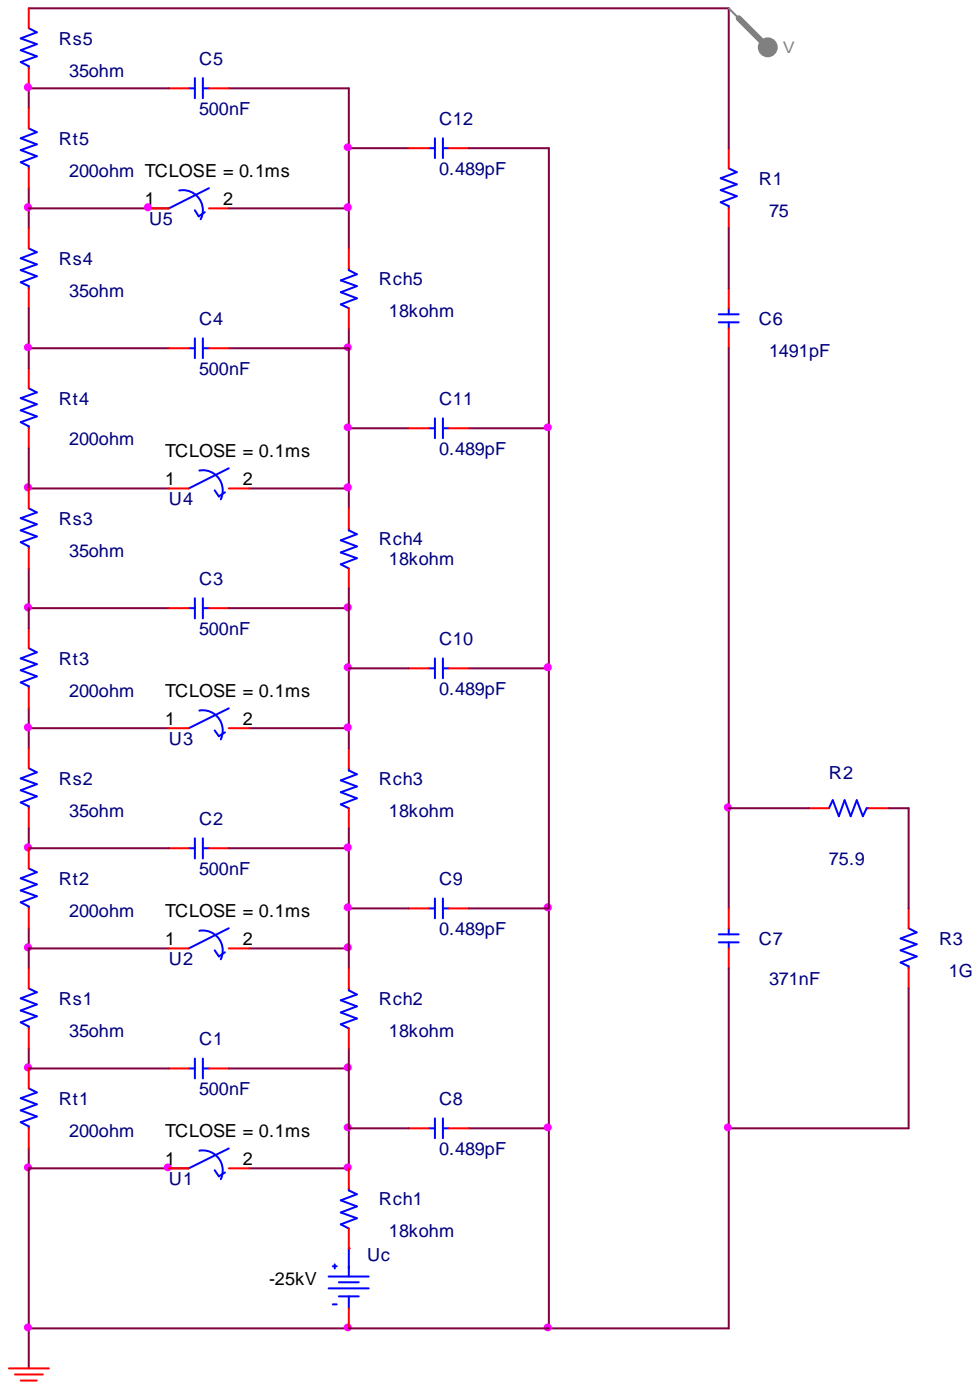 Rs5
35ohm
C5
500nF
V
Rt5
200ohm
TCLOSE = 0.1ms
1
2
U5
C12
0.489pF
R1
75
Rs4
35ohm
Rch5
18kohm
C4
500nF
C6
1491pF
Rt4
200ohm
TCLOSE = 0.1ms
1
2
U4
C11
0.489pF
Rs3
35ohm
Rch4
18kohm
C3
500nF
C10
0.489pF
Rt3
200ohm
TCLOSE = 0.1ms
1
2
U3
Rs2
35ohm
Rch3
18kohm
R2
75.9
C2
500nF
C9
0.489pF
Rt2
200ohm
TCLOSE = 0.1ms
1
2
U2
C7
371nF
R3
1G
Rs1
35ohm
Rch2
18kohm
C1
500nF
C8
0.489pF
Rt1
200ohm
TCLOSE = 0.1ms
1
2
U1
Rch1
18kohm
Uc
+
-25kV
-